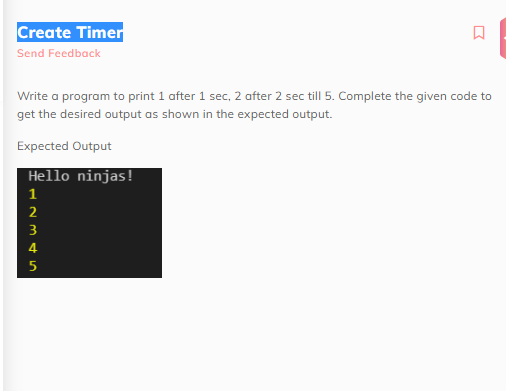 Create Timer
Send Feedback
Write a program to print 1 after 1 sec, 2 after 2 sec till 5. Complete the given code to
get the desired output as shown in the expected output.
Expected Output
Hello ninjas!
1
2
3
4
5